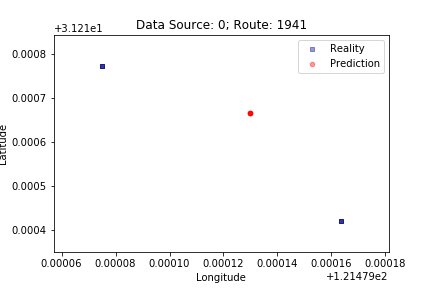 Data Source: 0; Route: 1941
+3.121e1
Reality
Prediction
0.0008
0.0007
0.0006
0.0005
0.0004
Latitude
0.00006 0.00008 0.00010 0.00012 0.00014 0.00016 0.00018
Longitude
+1.21479e2